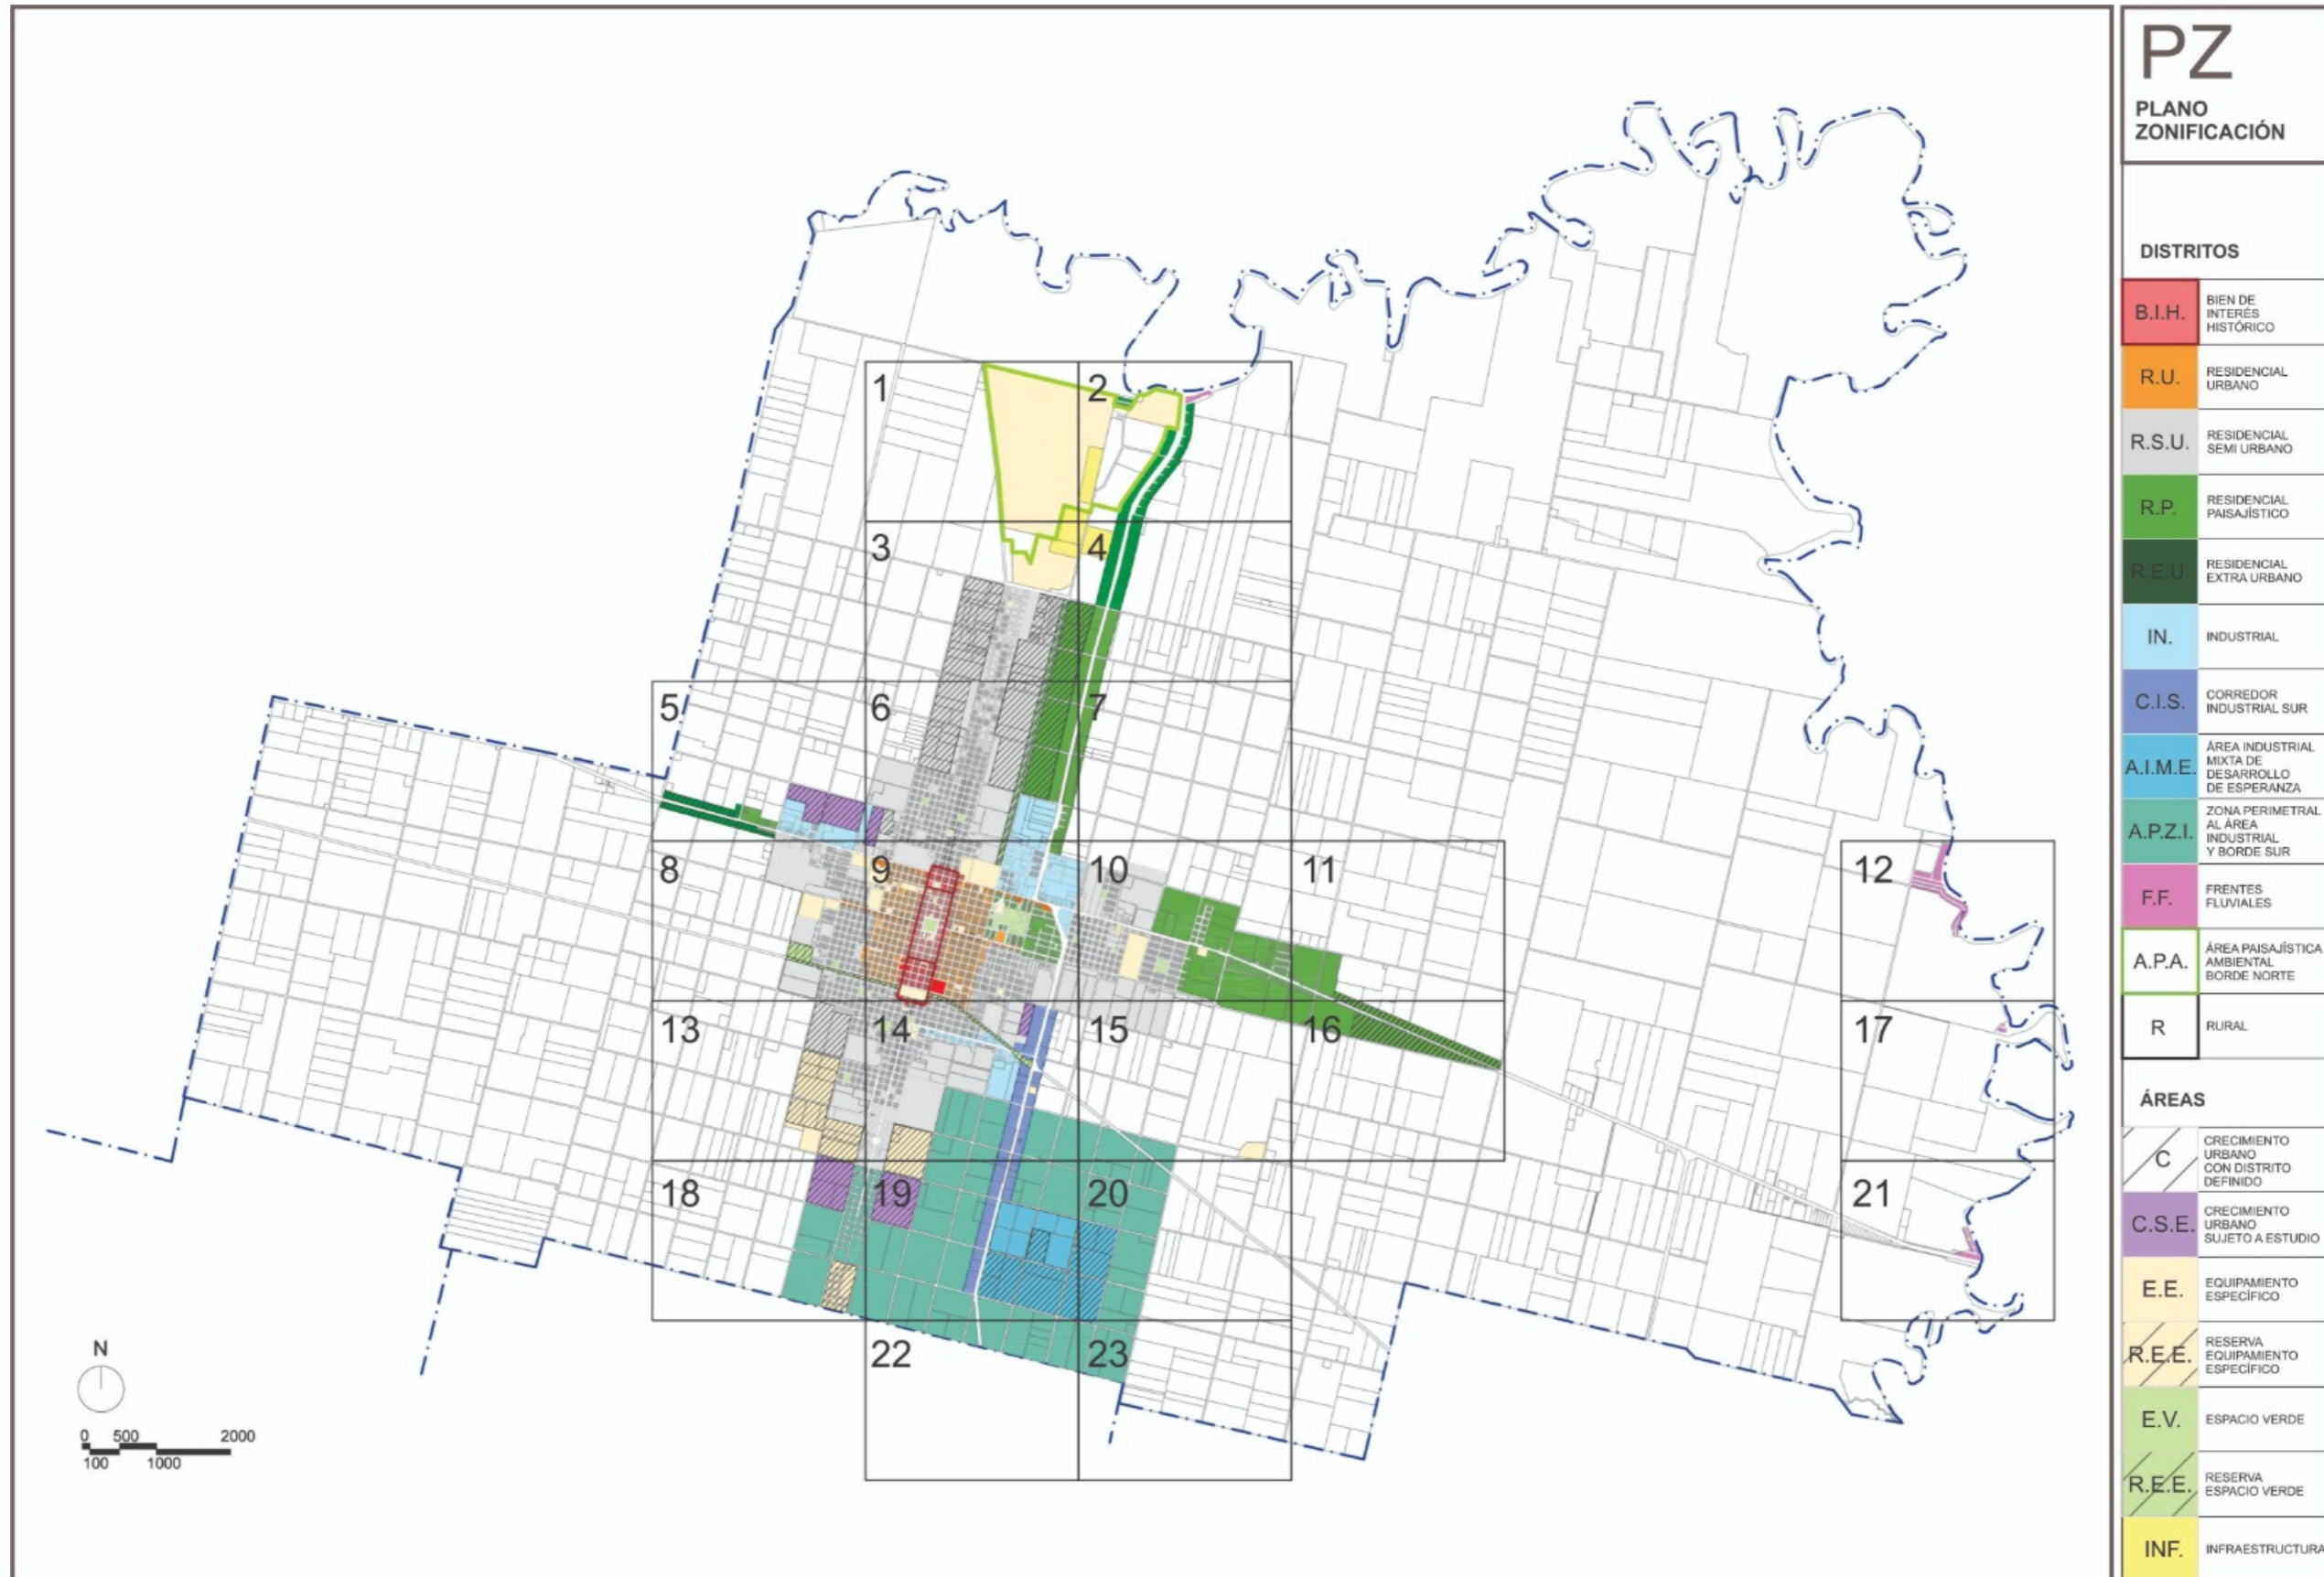 PZ
PLANO
ZONIFICACIÓN
DISTRITOS
B.I.H.
BIEN DE
INTERÉS
HISTÓRICO
R.U.
RESIDENCIAL
URBANO
R.S.U.
RESIDENCIAL
SEMI URBANO
R.P.
RESIDENCIAL
PAISAJÍSTICO
R.E.U.
RESIDENCIAL
EXTRA URBANO
IN.
INDUSTRIAL
C.I.S.
CORREDOR
INDUSTRIAL SUR
A.I.M.E.
ÁREA INDUSTRIAL
MIXTA DE
DESARROLLO
DE ESPERANZA
A.P.Z.I.
ZONA PERIMETRAL
AL ÁREA
INDUSTRIAL
Y BORDE SUR
F.F.
FRENTES
FLUVIALES
A.P.A.
ÁREA PAISAJÍSTICA
AMBIENTAL
BORDE NORTE
R
RURAL
ÁREAS
C
CRECIMIENTO
URBANO
CON DISTRITO
DEFINIDO
C.S.E.
CRECIMIENTO
URBANO
SUJETO A ESTUDIO
E.E.
EQUIPAMIENTO
ESPECÍFICO
R.E.E.
RESERVA
EQUIPAMIENTO
ESPECÍFICO
E.V.
ESPACIO VERDE
R.E.E.
RESERVA
ESPACIO VERDE
INF.
INFRAESTRUCTURA
1
2
3
4
5
6
7
8
9
10
11
12
13
14
15
16
17
18
19
20
21
22
23
N
0 500 2000
100 1000